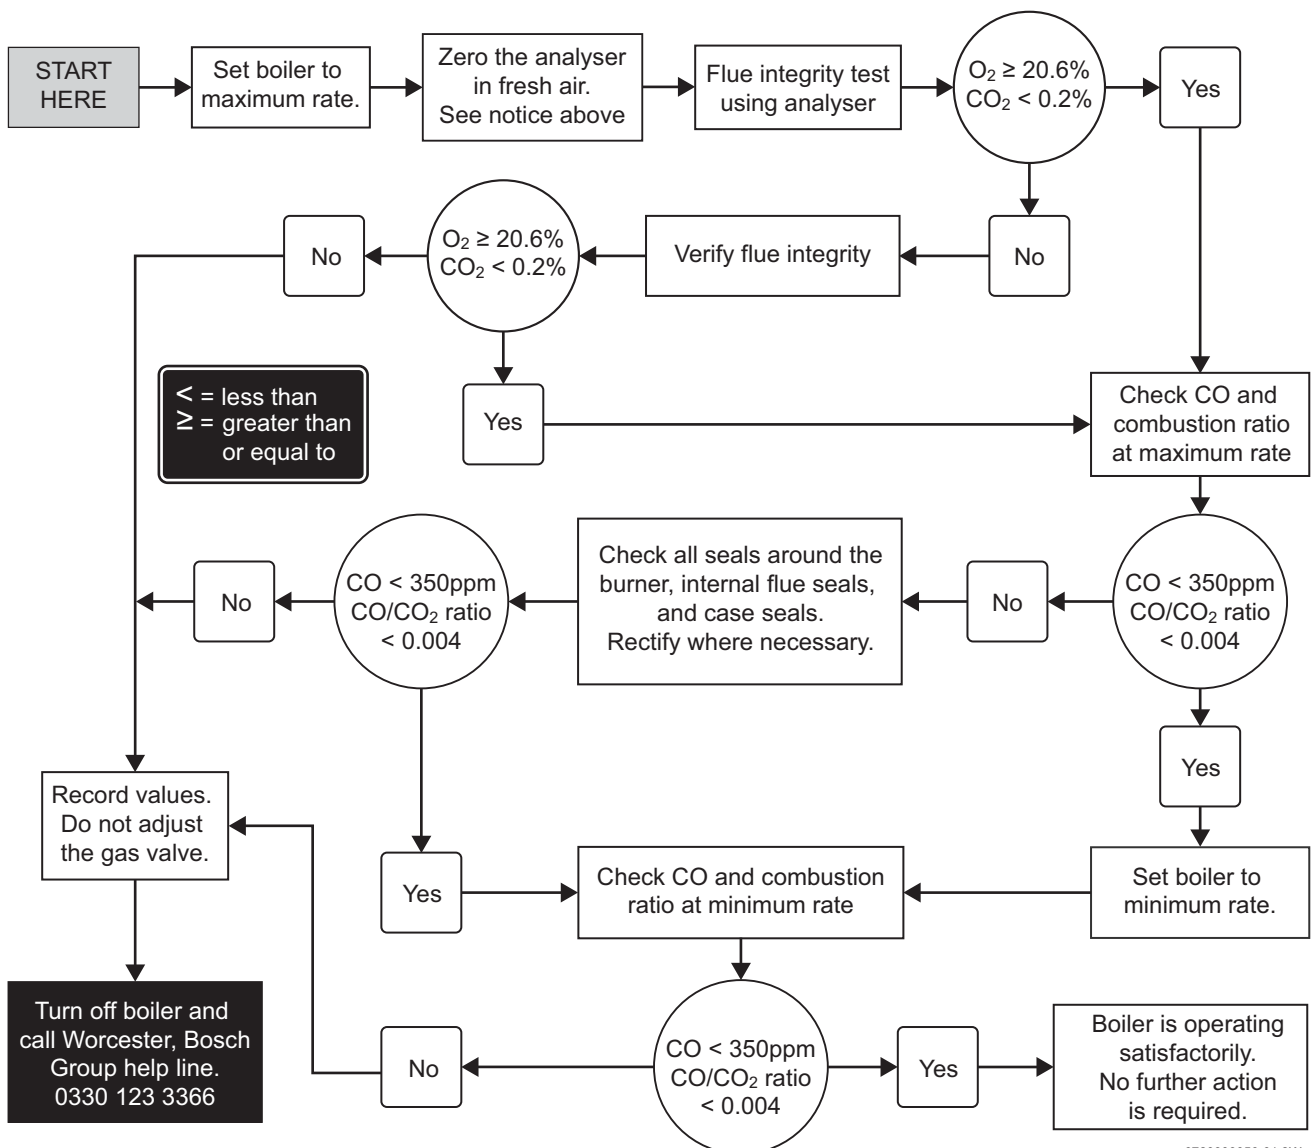 START
HERE
Set boiler to
maximum rate.
Zero the analyser
in fresh air.
See notice above
Flue integrity test
using analyser
O₂ ≥ 20.6%
CO₂ < 0.2%
Yes
No
Verify flue integrity
O₂ ≥ 20.6%
CO₂ < 0.2%
No
Yes
< = less than
≥ = greater than
or equal to
Check CO and
combustion ratio
at maximum rate
CO < 350ppm
CO/CO₂ ratio
< 0.004
No
Check all seals around the
burner, internal flue seals,
and case seals.
Rectify where necessary.
CO < 350ppm
CO/CO₂ ratio
< 0.004
No
Yes
Set boiler to
minimum rate.
Yes
Check CO and combustion
ratio at minimum rate
CO < 350ppm
CO/CO₂ ratio
< 0.004
Yes
Boiler is operating
satisfactorily.
No further action
is required.
No
Record values.
Do not adjust
the gas valve.
Turn off boiler and
call Worcester, Bosch
Group help line.
0330 123 3366